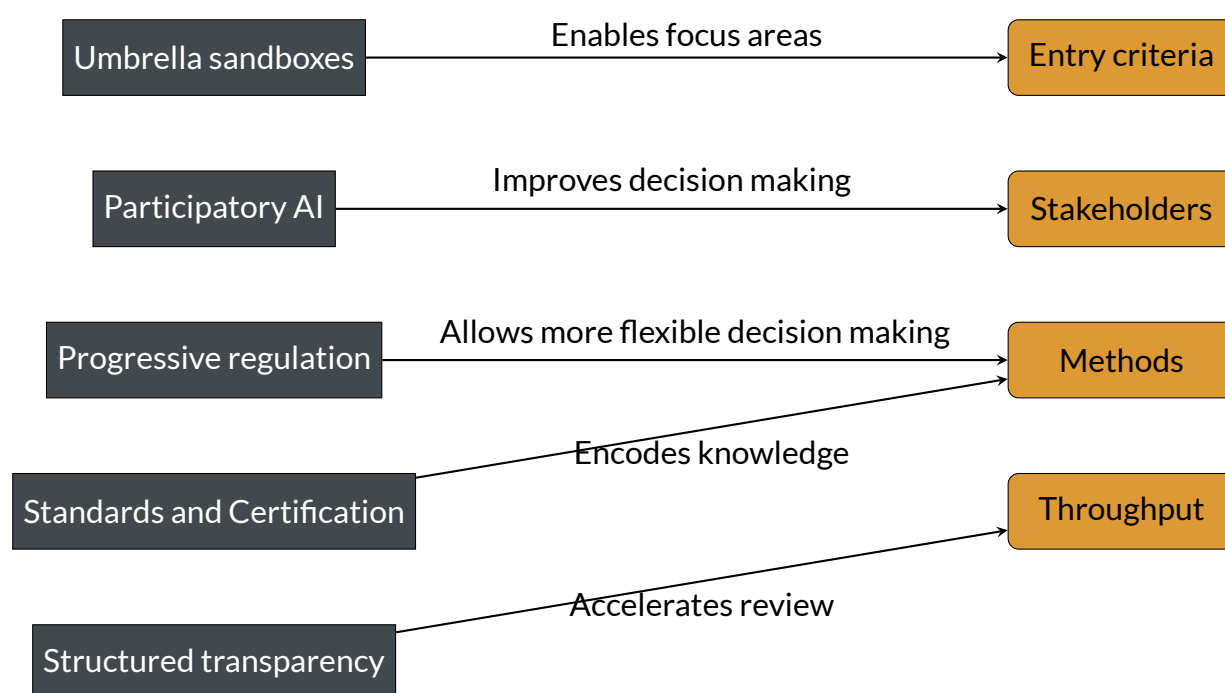 Umbrella sandboxes
Enables focus areas
Entry criteria
Participatory AI
Improves decision making
Stakeholders
Progressive regulation
Allows more flexible decision making
Methods
Standards and Certification
Encodes knowledge
Throughput
Structured transparency
Accelerates review